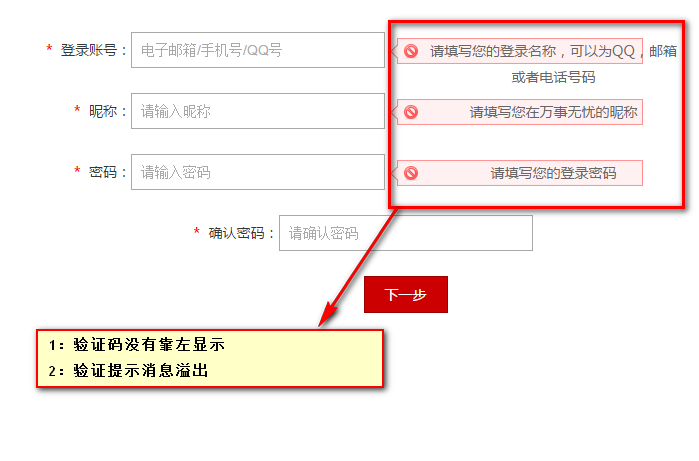 * 登录账号： 电子邮箱/手机号/QQ号 请填写您的登录名称，可以为QQ，邮箱
或者电话号码
* 昵称： 请输入昵称 请填写您在万事无忧的昵称
* 密码： 请输入密码 请填写您的登录密码
* 确认密码： 请确认密码
下一步
1：验证码没有靠左显示
2：验证提示消息溢出